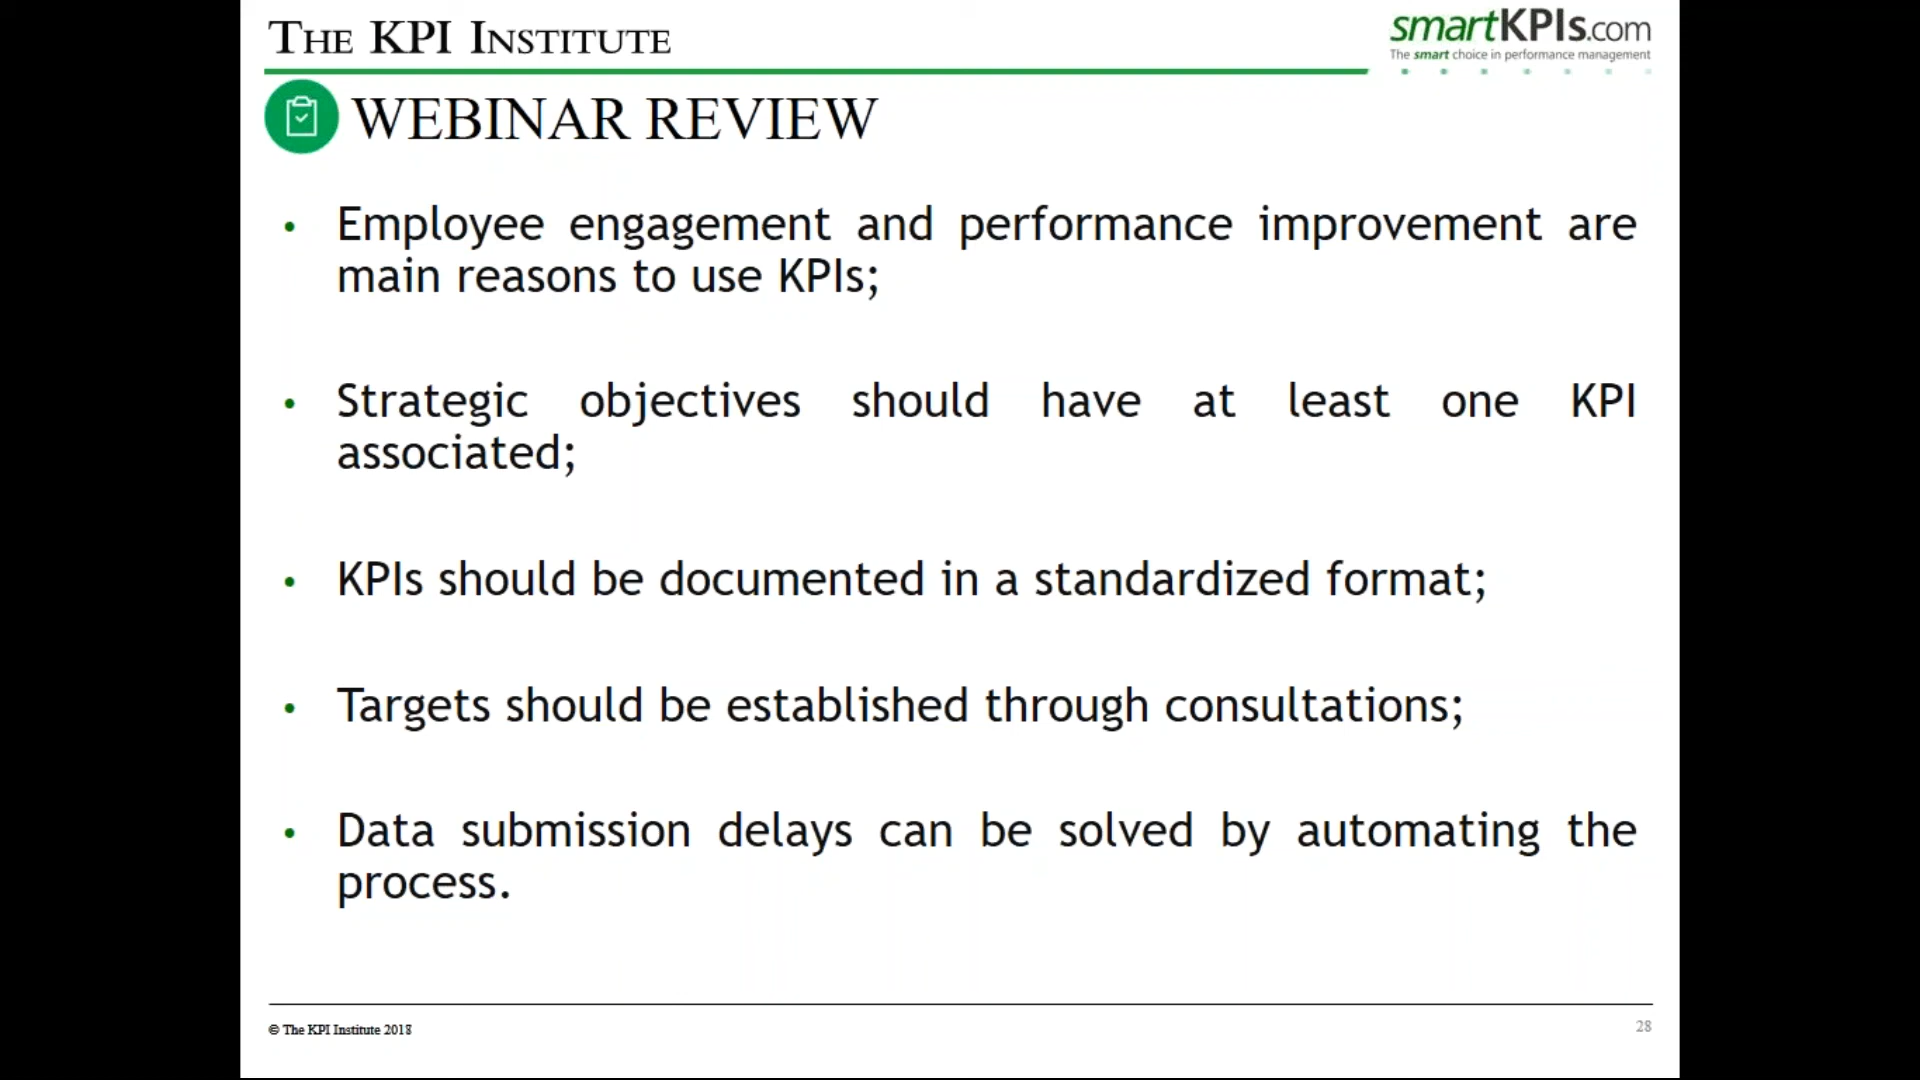 THE KPI INSTITUTE
smartKPIs.com
The smart choice in performance management
WEBINAR REVIEW
• Employee engagement and performance improvement are
main reasons to use KPIs;
• Strategic objectives should have at least one KPI
associated;
• KPIs should be documented in a standardized format;
• Targets should be established through consultations;
• Data submission delays can be solved by automating the
process.
© The KPI Institute 2018
28